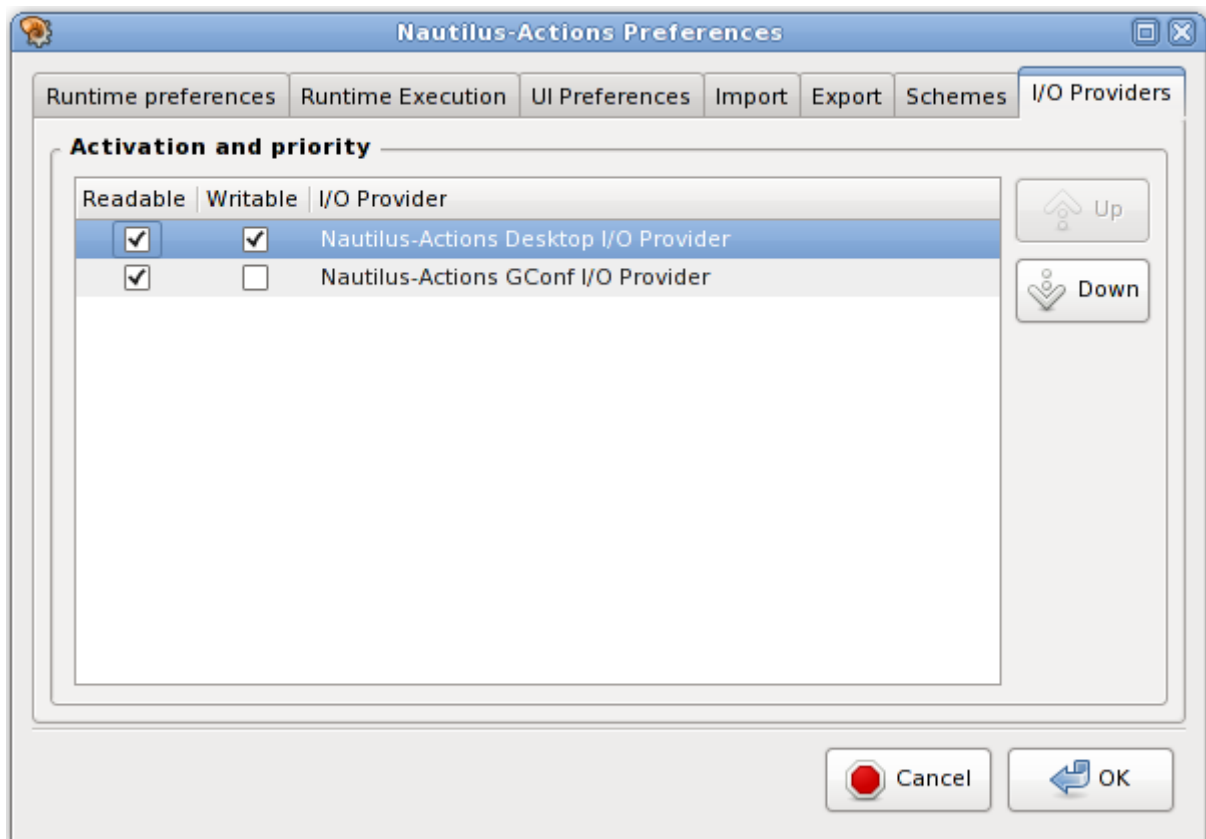 Nautilus-Actions Preferences
Runtime preferences Runtime Execution UI Preferences Import Export Schemes I/O Providers
Activation and priority
Readable Writable I/O Provider
Nautilus-Actions Desktop I/O Provider
Nautilus-Actions GConf I/O Provider
Up
Down
Cancel OK